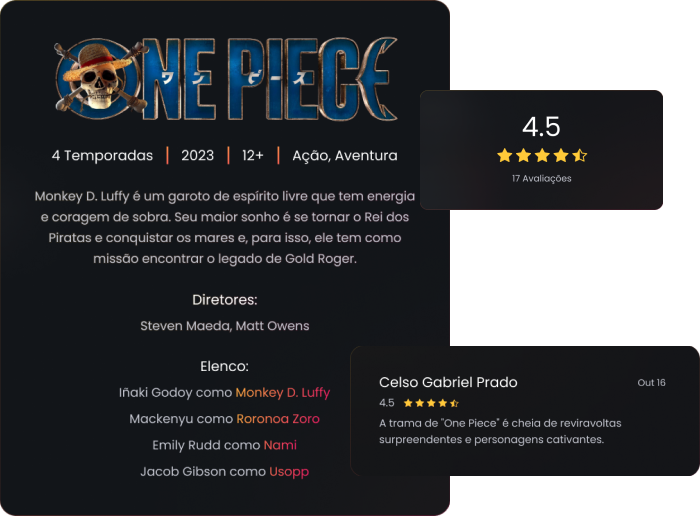 ONE PIECE
ワンピース
4 Temporadas | 2023 | 12+ | Ação, Aventura
Monkey D. Luffy é um garoto de espírito livre que tem energia
e coragem de sobra. Seu maior sonho é se tornar o Rei dos
Piratas e conquistar os mares e, para isso, ele tem como
missão encontrar o legado de Gold Roger.
Diretores:
Steven Maeda, Matt Owens
Elenco:
Iñaki Godoy como Monkey D. Luffy
Mackenyu como Roronoa Zoro
Emily Rudd como Nami
Jacob Gibson como Usopp
4.5
17 Avaliações
Celso Gabriel Prado
Out 16
4.5
A trama de "One Piece" é cheia de reviravoltas
surpreendentes e personagens cativantes.